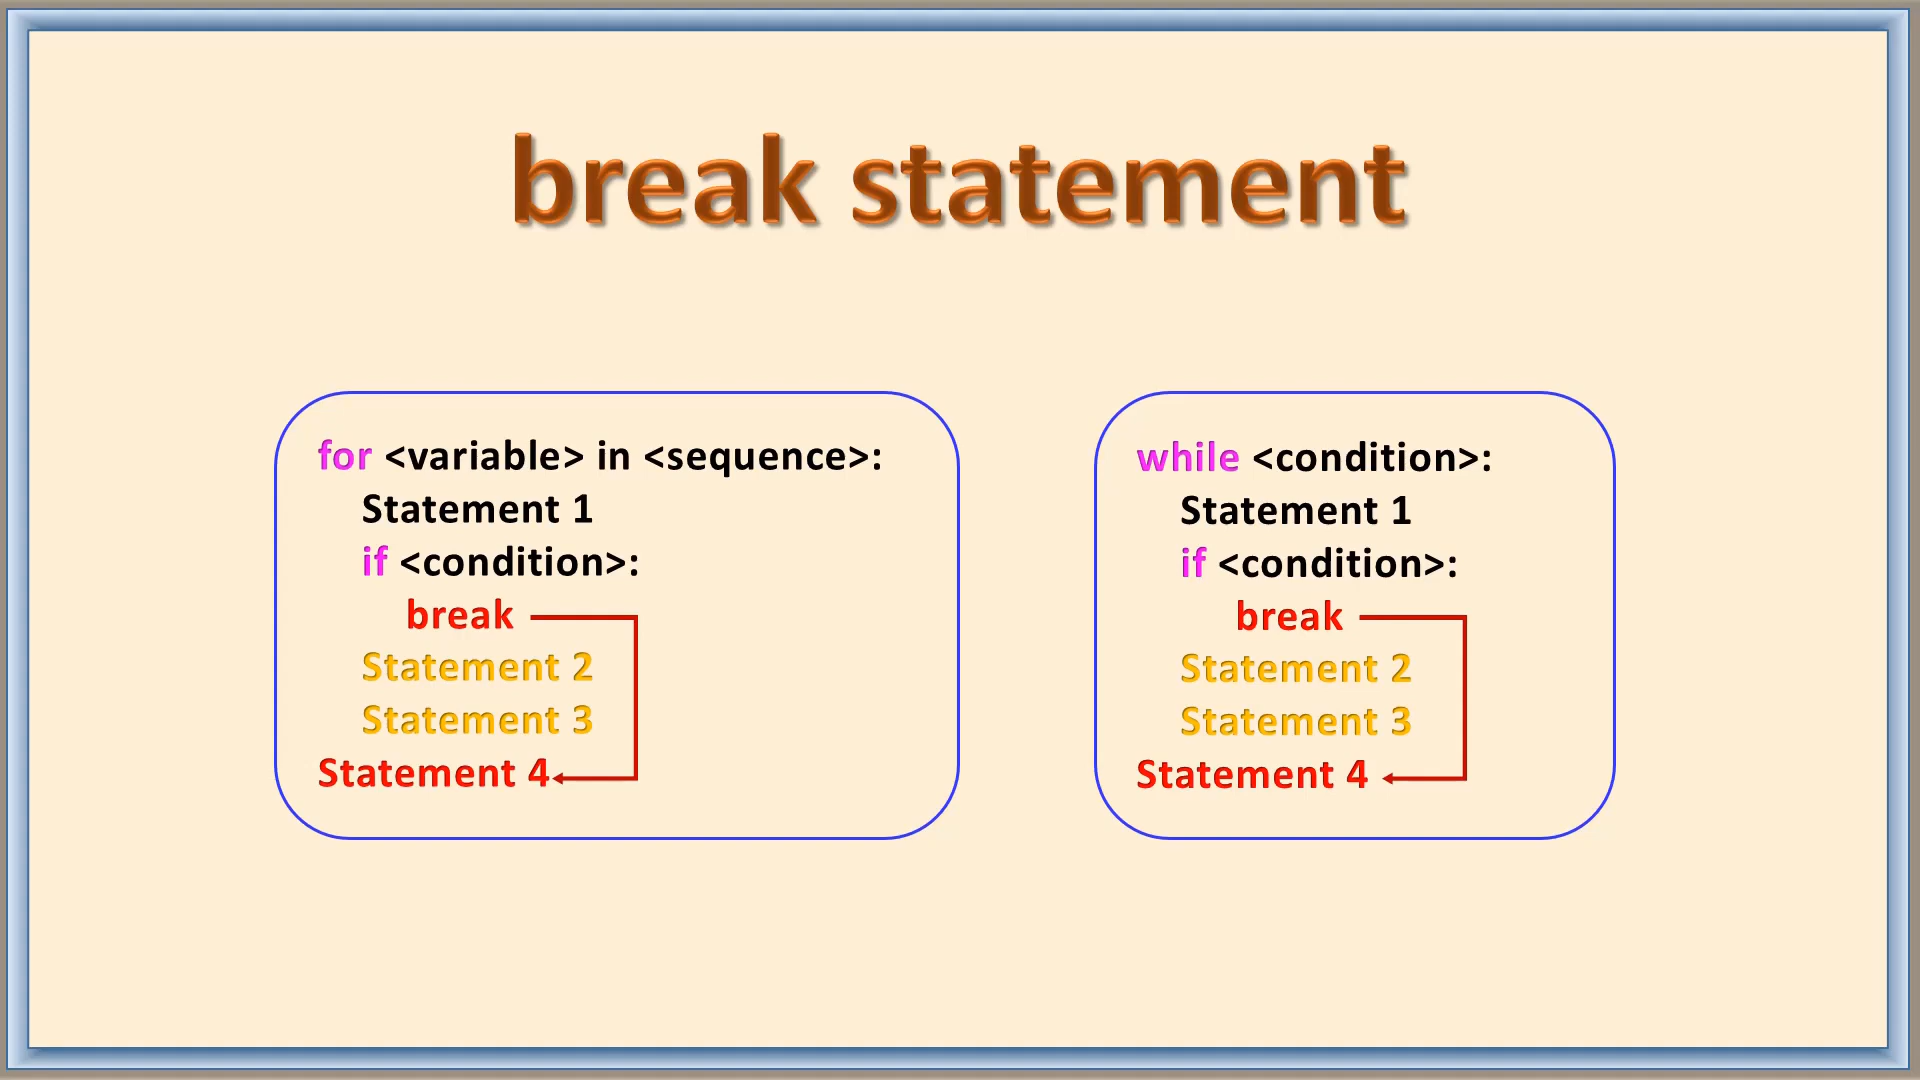 break statement
for <variable> in <sequence>:
Statement 1
if <condition>:
break
Statement 2
Statement 3
Statement 4
while <condition>:
Statement 1
if <condition>:
break
Statement 2
Statement 3
Statement 4